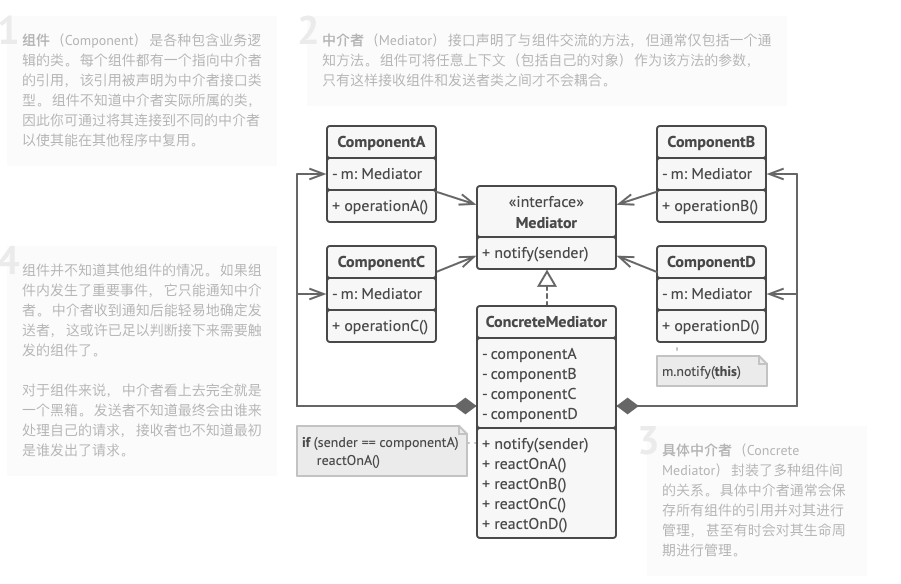 1
组件 （Component） 是各种包含业务逻
辑的类。每个组件都有一个指向中介者
的引用， 该引用被声明为中介者接口类
型。 组件不知道中介者实际所属的类，
因此你可通过将其连接到不同的中介者
以使其能在其他程序中复用。
2
中介者 （Mediator） 接口声明了与组件交流的方法， 但通常仅包括一个通
知方法。 组件可将任意上下文 （包括自己的对象） 作为该方法的参数，
只有这样接收组件和发送者类之间才不会耦合。
ComponentA
- m: Mediator
+ operationA()
ComponentB
- m: Mediator
+ operationB()
«interface»
Mediator
+ notify(sender)
4
组件并不知道其他组件的情况。 如果组
件内发生了重要事件， 它只能通知中介
者。 中介者收到通知后能轻易地确定发
送者， 这或许已足以判断接下来需要触
发的组件了。
对于组件来说， 中介者看上去完全就是
一个黑箱。 发送者不知道最终会由谁来
处理自己的请求， 接收者也不知道最初
是谁发出了请求。
ComponentC
- m: Mediator
+ operationC()
ComponentD
- m: Mediator
+ operationD()
m.notify(this)
ConcreteMediator
- componentA
- componentB
- componentC
- componentD
+ notify(sender)
+ reactOnA()
+ reactOnB()
+ reactOnC()
+ reactOnD()
if (sender == componentA)
reactOnA()
3
具体中介者 （Concrete
Mediator） 封装了多种组件间
的关系。 具体中介者通常会保
存所有组件的引用并对其进行
管理， 甚至有时会对其生命周
期进行管理。